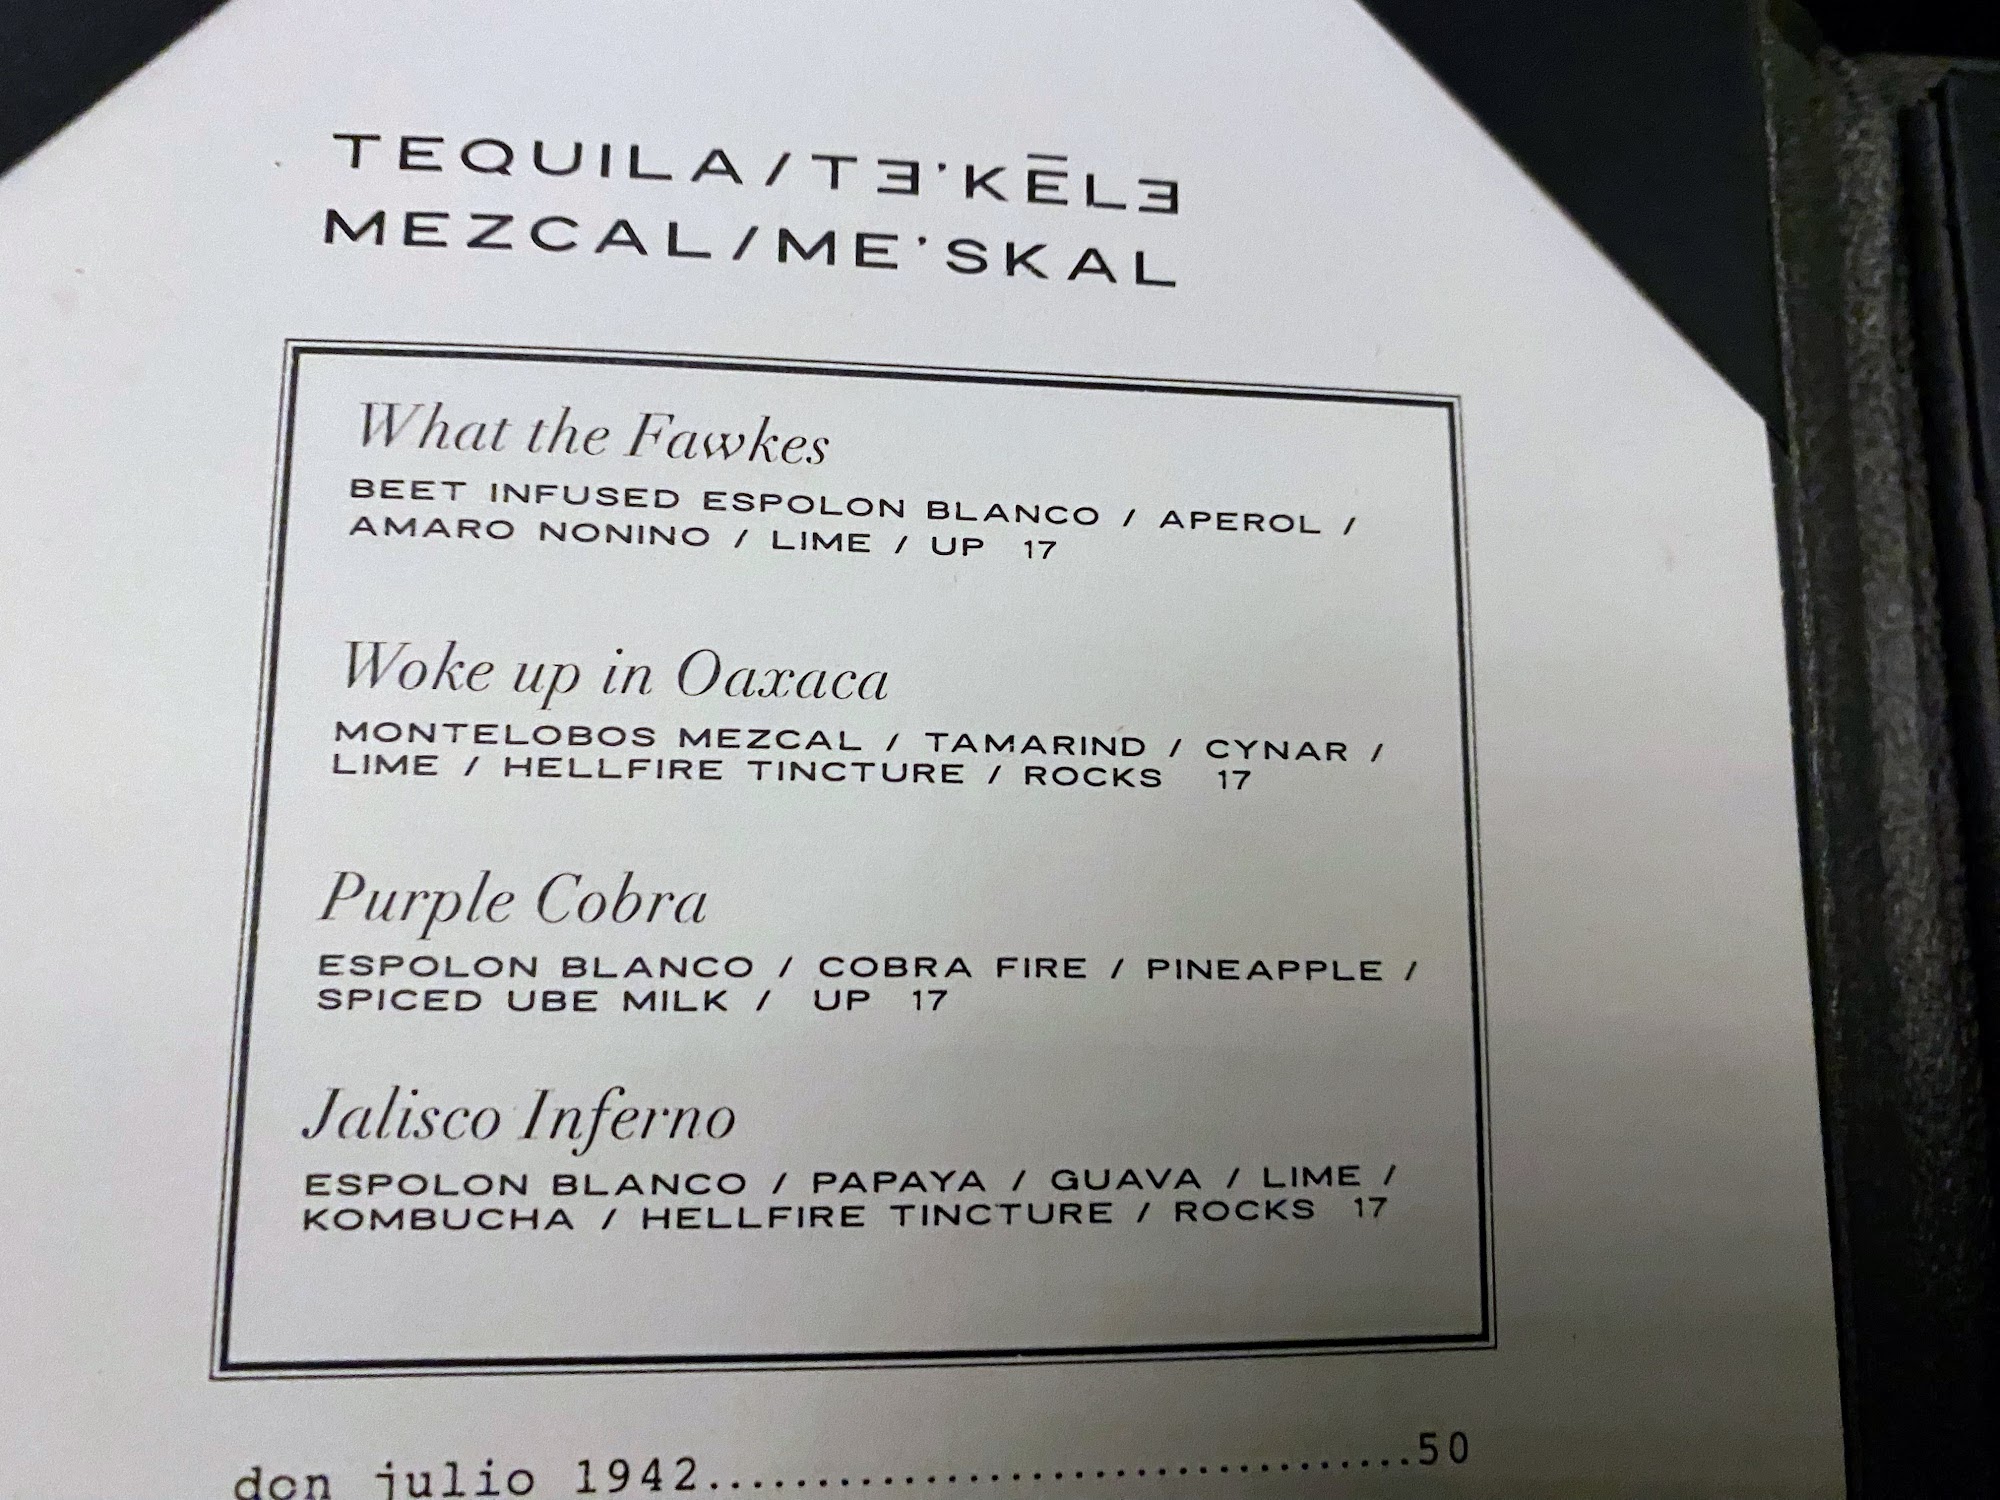 TEQUILA/TƎ'KĒLƎ
MEZCAL/ME'SKAL
What the Fawkes
BEET INFUSED ESPOLON BLANCO / APEROL /
AMARO NONINO / LIME / UP 17
Woke up in Oaxaca
MONTELOBOS MEZCAL / TAMARIND / CYNAR /
LIME / HELLFIRE TINCTURE / ROCKS 17
Purple Cobra
ESPOLON BLANCO / COBRA FIRE / PINEAPPLE /
SPICED UBE MILK / UP 17
Jalisco Inferno
ESPOLON BLANCO / PAPAYA / GUAVA / LIME /
KOMBUCHA / HELLFIRE TINCTURE / ROCKS 17
don julio 1942......................................50